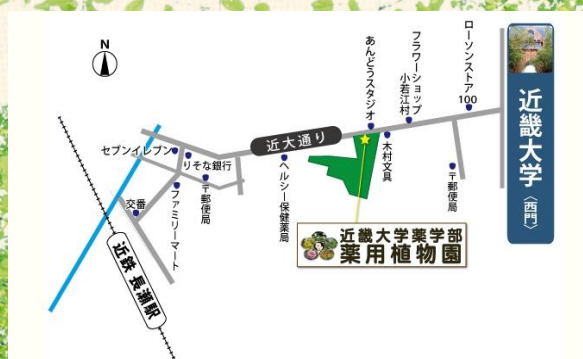 N
ローソンストア
100
フラワーショップ
小若江村
あんどうスタジオ
近畿大学
〈西門〉
近大通り
セブンイレブン
りそな銀行
木村文具
ヘルシー保健薬局
〒郵便局
〒郵便局
ファミリーマート
交番
近鉄 長瀬駅
近畿大学薬学部
薬用植物園